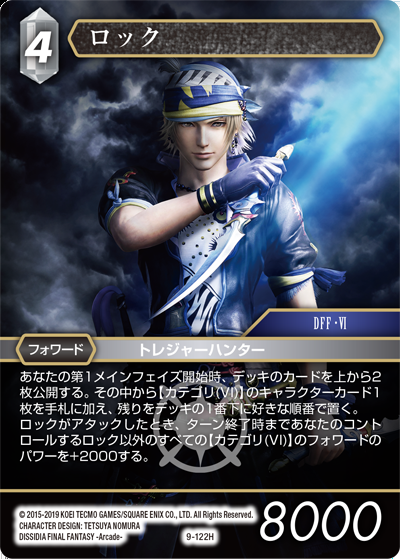 4
ロック
DFF・VI
フォワード
トレジャーハンター
あなたの第1メインフェイズ開始時、デッキのカードを上から2
枚公開する。その中から【カテゴリ(VI)】のキャラクターカード1
枚を手札に加え、残りをデッキの1番下に好きな順番で置く。
ロックがアタックしたとき、ターン終了時まであなたのコント
ロールするロック以外のすべての【カテゴリ(VI)】のフォワードの
パワーを+2000する。
© 2015-2019 KOEI TECMO GAMES/SQUARE ENIX CO., LTD. All Rights Reserved.
CHARACTER DESIGN: TETSUYA NOMURA
DISSIDIA FINAL FANTASY -Arcade-
9-122H
8000